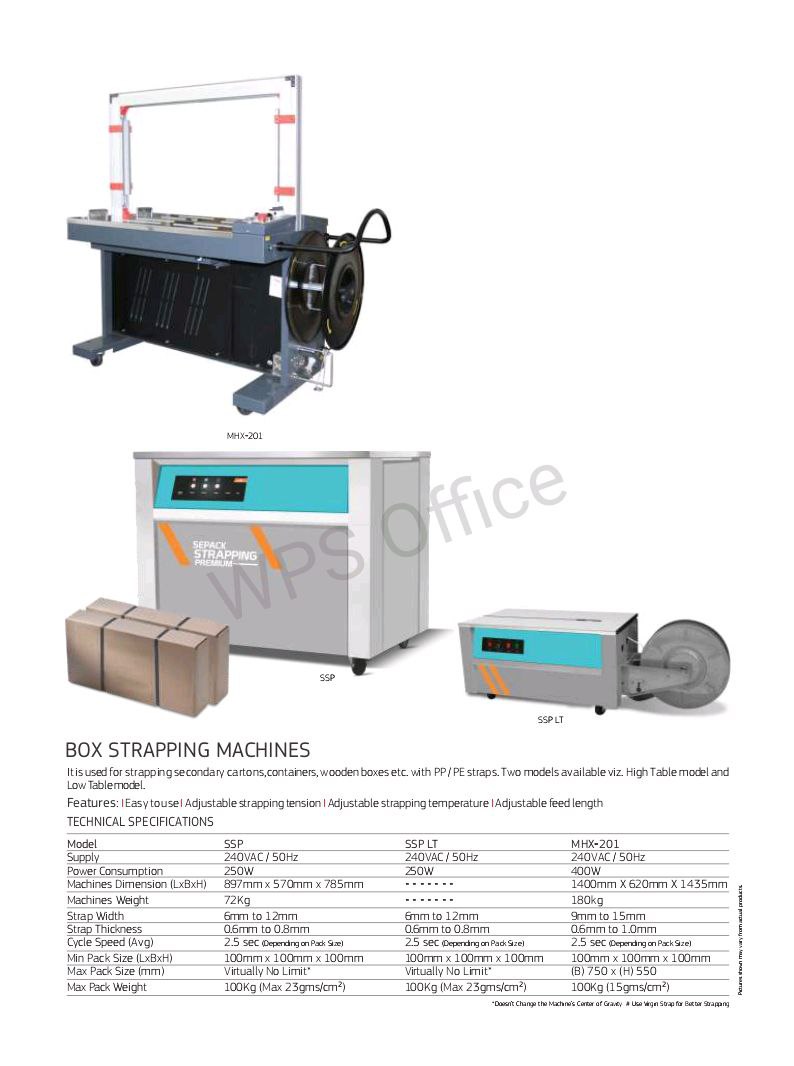 MHX-201
SEPACK
STRAPPING
PREMIUM
WPS Office
SSP
SSP LT
BOX STRAPPING MACHINES
It is used for strapping secondary cartons, containers, wooden boxes etc. with PP / PE straps. Two models available viz. High Table model and
Low Table model.
Features: I Easy to use I Adjustable strapping tension I Adjustable strapping temperature I Adjustable feed length
TECHNICAL SPECIFICATIONS
Model SSP SSP LT MHX-201
Supply 240VAC / 50Hz 240VAC / 50Hz 240VAC / 50Hz
Power Consumption 250W 250W 400W
Machines Dimension (LxBxH) 897mm x 570mm x 785mm - - - - - - - 1400mm X 620mm X 1435mm
Machines Weight 72Kg - - - - - - - 180kg
Strap Width 6mm to 12mm 6mm to 12mm 9mm to 15mm
Strap Thickness 0.6mm to 0.8mm 0.6mm to 0.8mm 0.6mm to 1.0mm
Cycle Speed (Avg) 2.5 sec (Depending on Pack Size) 2.5 sec (Depending on Pack Size) 2.5 sec (Depending on Pack Size)
Min Pack Size (LxBxH) 100mm x 100mm x 100mm 100mm x 100mm x 100mm 100mm x 100mm x 100mm
Max Pack Size (mm) Virtually No Limit* Virtually No Limit* (B) 750 x (H) 550
Max Pack Weight 100Kg (Max 23gms/cm²) 100Kg (Max 23gms/cm²) 100Kg (15gms/cm²)
*Doesn't Change the Machine's Center of Gravity # Use Virgin Strap for Better Strapping
Pictures shown may vary from actual products.